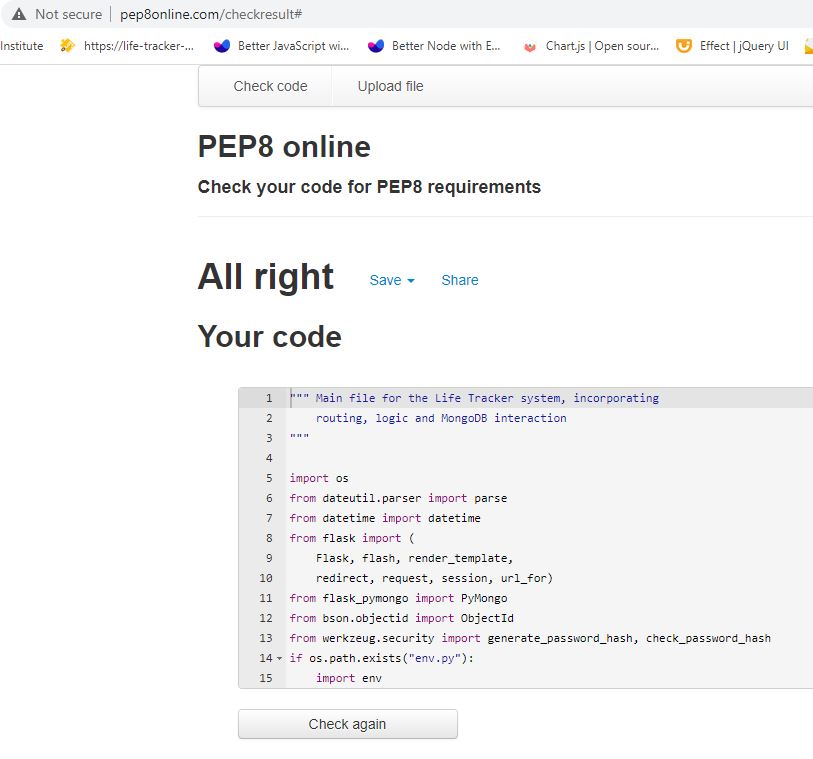 Not secure | pep8online.com/checkresult#
Institute https://life-tracker-... Better JavaScript wi... Better Node with E... Chart.js | Open sour... Effect | jQuery UI
Check code Upload file
PEP8 online
Check your code for PEP8 requirements
All right Save Share
Your code
1 """ Main file for the Life Tracker system, incorporating
2     routing, logic and MongoDB interaction
3 """
4
5 import os
6 from dateutil.parser import parse
7 from datetime import datetime
8 from flask import (
9     Flask, flash, render_template,
10     redirect, request, session, url_for)
11 from flask_pymongo import PyMongo
12 from bson.objectid import ObjectId
13 from werkzeug.security import generate_password_hash, check_password_hash
14 if os.path.exists("env.py"):
15     import env
Check again